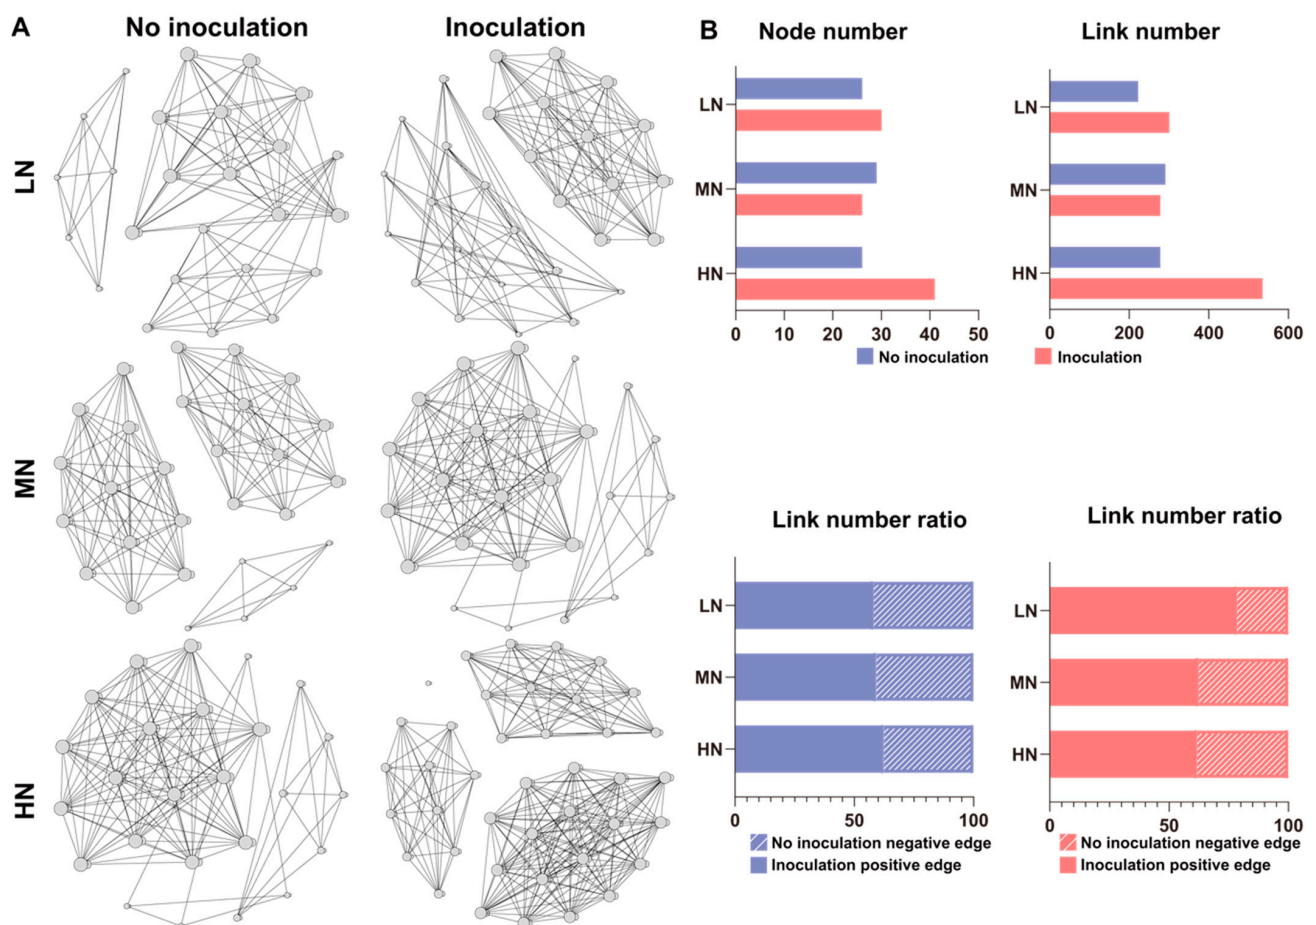 A
No inoculation
Inoculation
LN
MN
HN
B
Node number
LN
MN
HN
0 10 20 30 40 50
Link number
LN
MN
HN
0 200 400 600
No inoculation
Inoculation
Link number ratio
LN
MN
HN
0 50 100
No inoculation negative edge
Inoculation positive edge
Link number ratio
LN
MN
HN
0 50 100
No inoculation negative edge
Inoculation positive edge